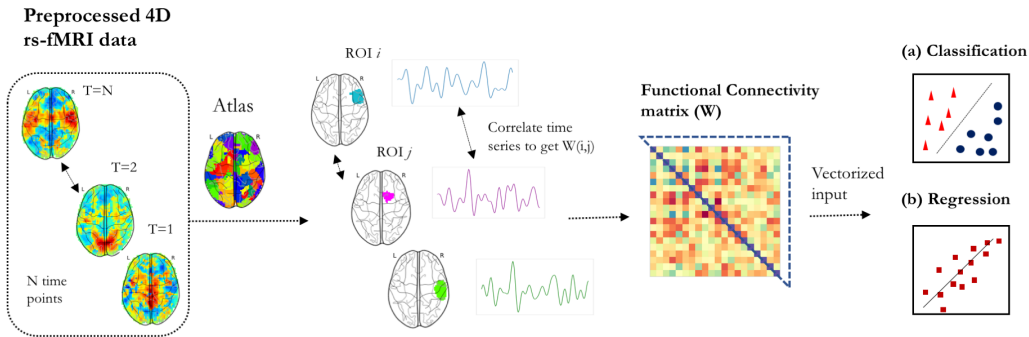 Preprocessed 4D
rs-fMRI data
T=N
L
R
T=2
L
R
T=1
L
R
N time
points
Atlas
L
R
ROI i
L
R
ROI j
L
R
L
R
Correlate time
series to get W(i,j)
Functional Connectivity
matrix (W)
Vectorized
input
(a) Classification
(b) Regression